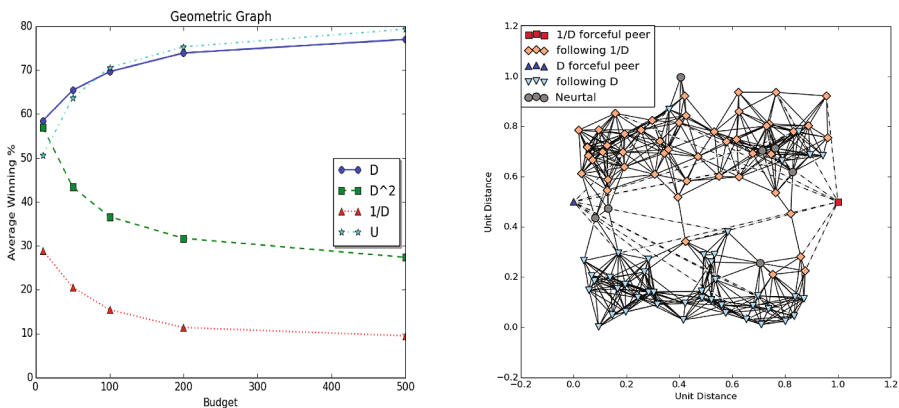 Geometric Graph
80
70
60
50
40
30
20
10
0
0 100 200 300 400 500
Average Winning %
Budget
D
D^2
1/D
U
1/D forceful peer
following 1/D
D forceful peer
following D
Neurtal
1.2
1.0
0.8
0.6
0.4
0.2
0.0
−0.2
−0.2 0.0 0.2 0.4 0.6 0.8 1.0 1.2
Unit Distance
Unit Distance